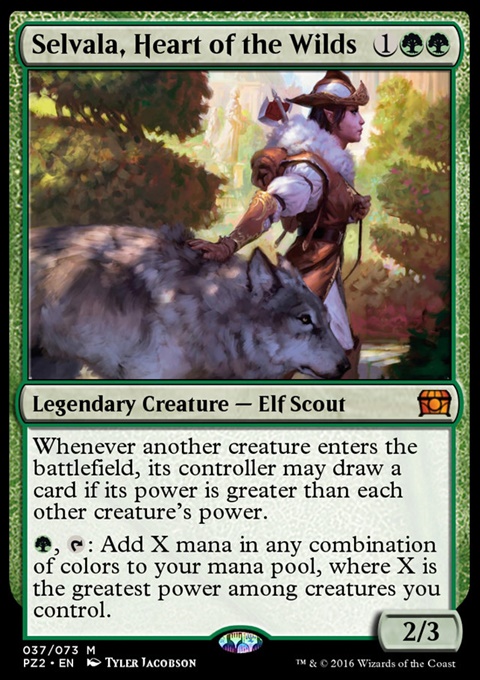 Selvala, Heart of the Wilds 1
Legendary Creature — Elf Scout
Whenever another creature enters the
battlefield, its controller may draw a
card if its power is greater than each
other creature's power.
, : Add X mana in any combination
of colors to your mana pool, where X is
the greatest power among creatures you
control.
2/3
037/073 M
PZ2 • EN Tyler Jacobson
™ & © 2016 Wizards of the Coast